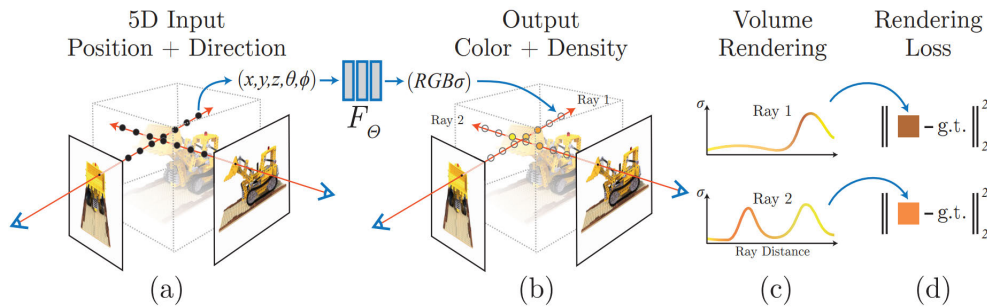 5D Input
Position + Direction
Output
Color + Density
Volume
Rendering
Rendering
Loss
(x,y,z,θ,ϕ)
F_Θ
(RGBσ)
Ray 1
Ray 2
σ
Ray 1
‖ - g.t. ‖₂²
σ
Ray 2
Ray Distance
‖ - g.t. ‖₂²
(a)
(b)
(c)
(d)